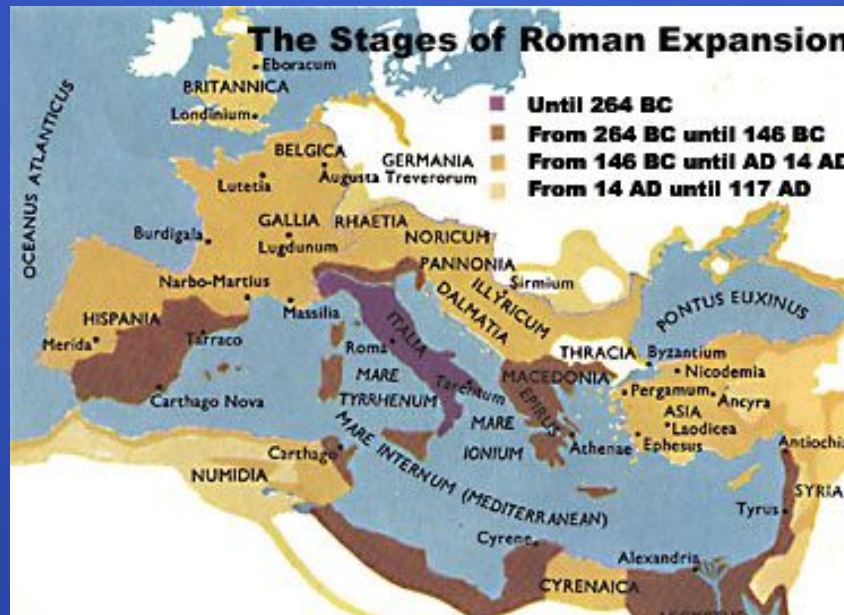 The Stages of Roman Expansion
Until 264 BC
From 264 BC until 146 BC
From 146 BC until AD 14 AD
From 14 AD until 117 AD
OCEANUS ATLANTICUS
Eboracum
BRITANNICA
Londinium
BELGICA
GERMANIA
Lutetia
Augusta Treverorum
GALLIA
RHAETIA
Burdigala
Lugdunum
NORICUM
PANNONIA
Narbo-Martius
ILLYRICUM
Sirmium
DALMATIA
PONTUS EUXINUS
HISPANIA
Massilia
Merida
Tarraco
ITALIA
Roma
THRACIA
Byzantium
Nicodemia
MACEDONIA
MARE
TYRRHENUM
Tarentum
EPIRUS
Pergamum
Ancyra
ASIA
Carthago Nova
MARE
IONIUM
Laodicea
Athenae
Ephesus
Antiochia
Carthago
MARE INTERNUM (MEDITERRANEAN)
NUMIDIA
SYRIA
Tyrus
Cyrene
Alexandria
CYRENAICA